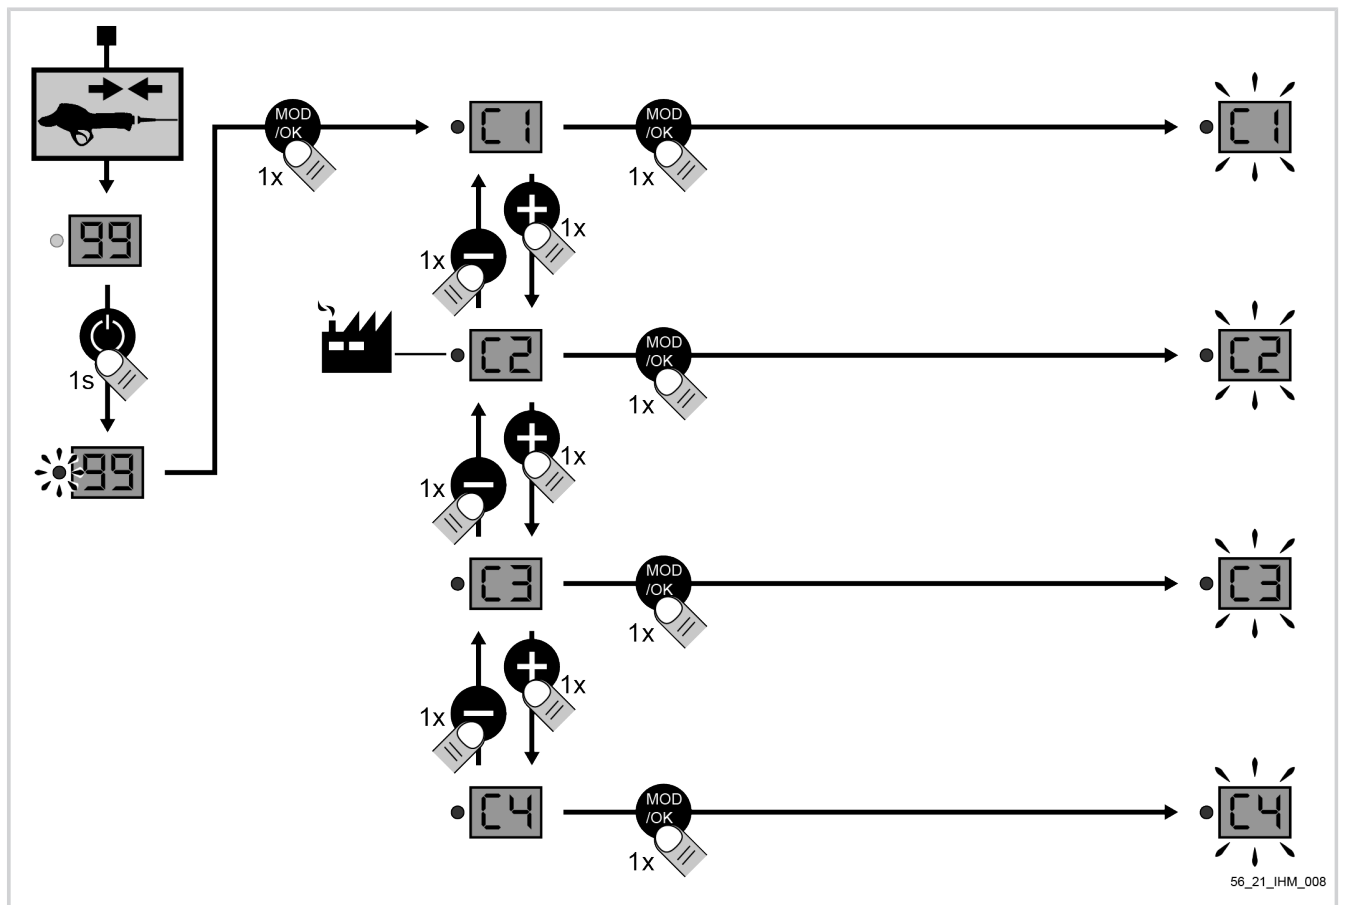 MOD
/OK
1x
C1
MOD
/OK
1x
C1
99
1s
99
1x
1x
C2
MOD
/OK
1x
C2
1x
1x
C3
MOD
/OK
1x
C3
1x
1x
C4
MOD
/OK
1x
C4
56_21_IHM_008